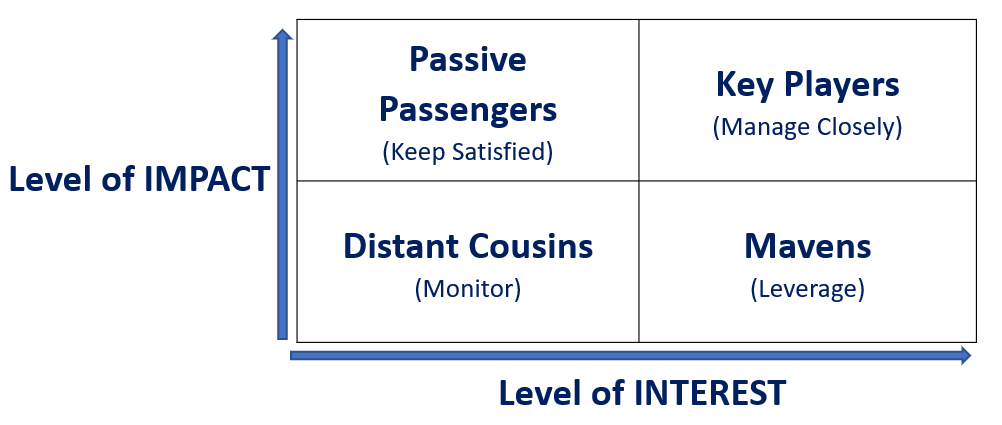 Passive
Passengers
(Keep Satisfied)
Key Players
(Manage Closely)
Level of IMPACT
Distant Cousins
(Monitor)
Mavens
(Leverage)
Level of INTEREST